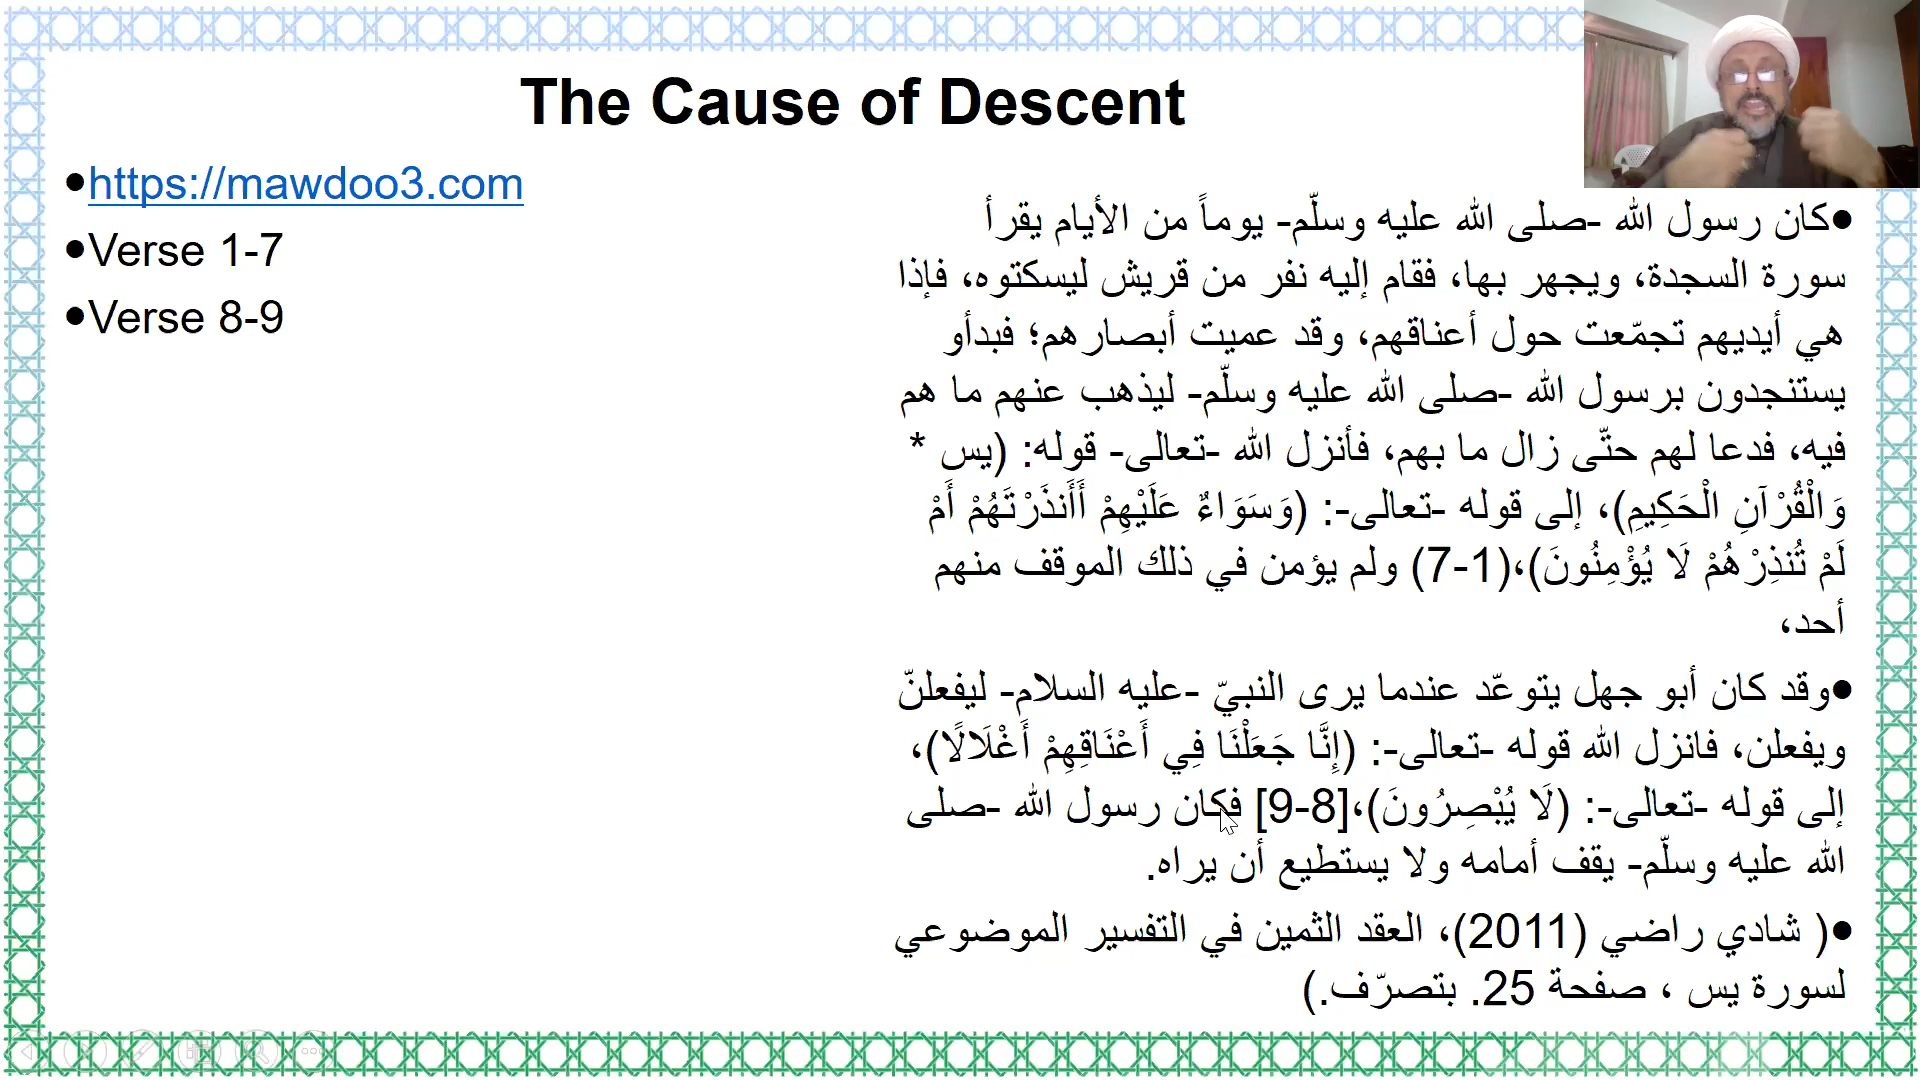 The Cause of Descent
●https://mawdoo3.com
●Verse 1-7
●Verse 8-9
●كان رسول الله -صلى الله عليه وسلّم- يوماً من الأيام يقرأ
سورة السجدة، ويجهر بها، فقام إليه نفر من قريش ليسكتوه، فإذا
هي أيديهم تجمّعت حول أعناقهم، وقد عميت أبصارهم؛ فبدأو
يستنجدون برسول الله -صلى الله عليه وسلّم- ليذهب عنهم ما هم
فيه، فدعا لهم حتّى زال ما بهم، فأنزل الله -تعالى- قوله: (يس *
وَالْقُرْآنِ الْحَكِيمِ)، إلى قوله -تعالى-: (وَسَوَاءٌ عَلَيْهِمْ أَأَنذَرْتَهُمْ أَمْ
لَمْ تُنذِرْهُمْ لَا يُؤْمِنُونَ)،(1-7) ولم يؤمن في ذلك الموقف منهم
أحد،
●وقد كان أبو جهل يتوعّد عندما يرى النبيّ -عليه السلام- ليفعلنّ
ويفعلن، فانزل الله قوله -تعالى-: (إِنَّا جَعَلْنَا فِي أَعْنَاقِهِمْ أَغْلَالًا)،
إلى قوله -تعالى-: (لَا يُبْصِرُونَ)،[8-9] فكان رسول الله -صلى
الله عليه وسلّم- يقف أمامه ولا يستطيع أن يراه.
●( شادي راضي (2011)، العقد الثمين في التفسير الموضوعي
لسورة يس ، صفحة 25. بتصرّف.)